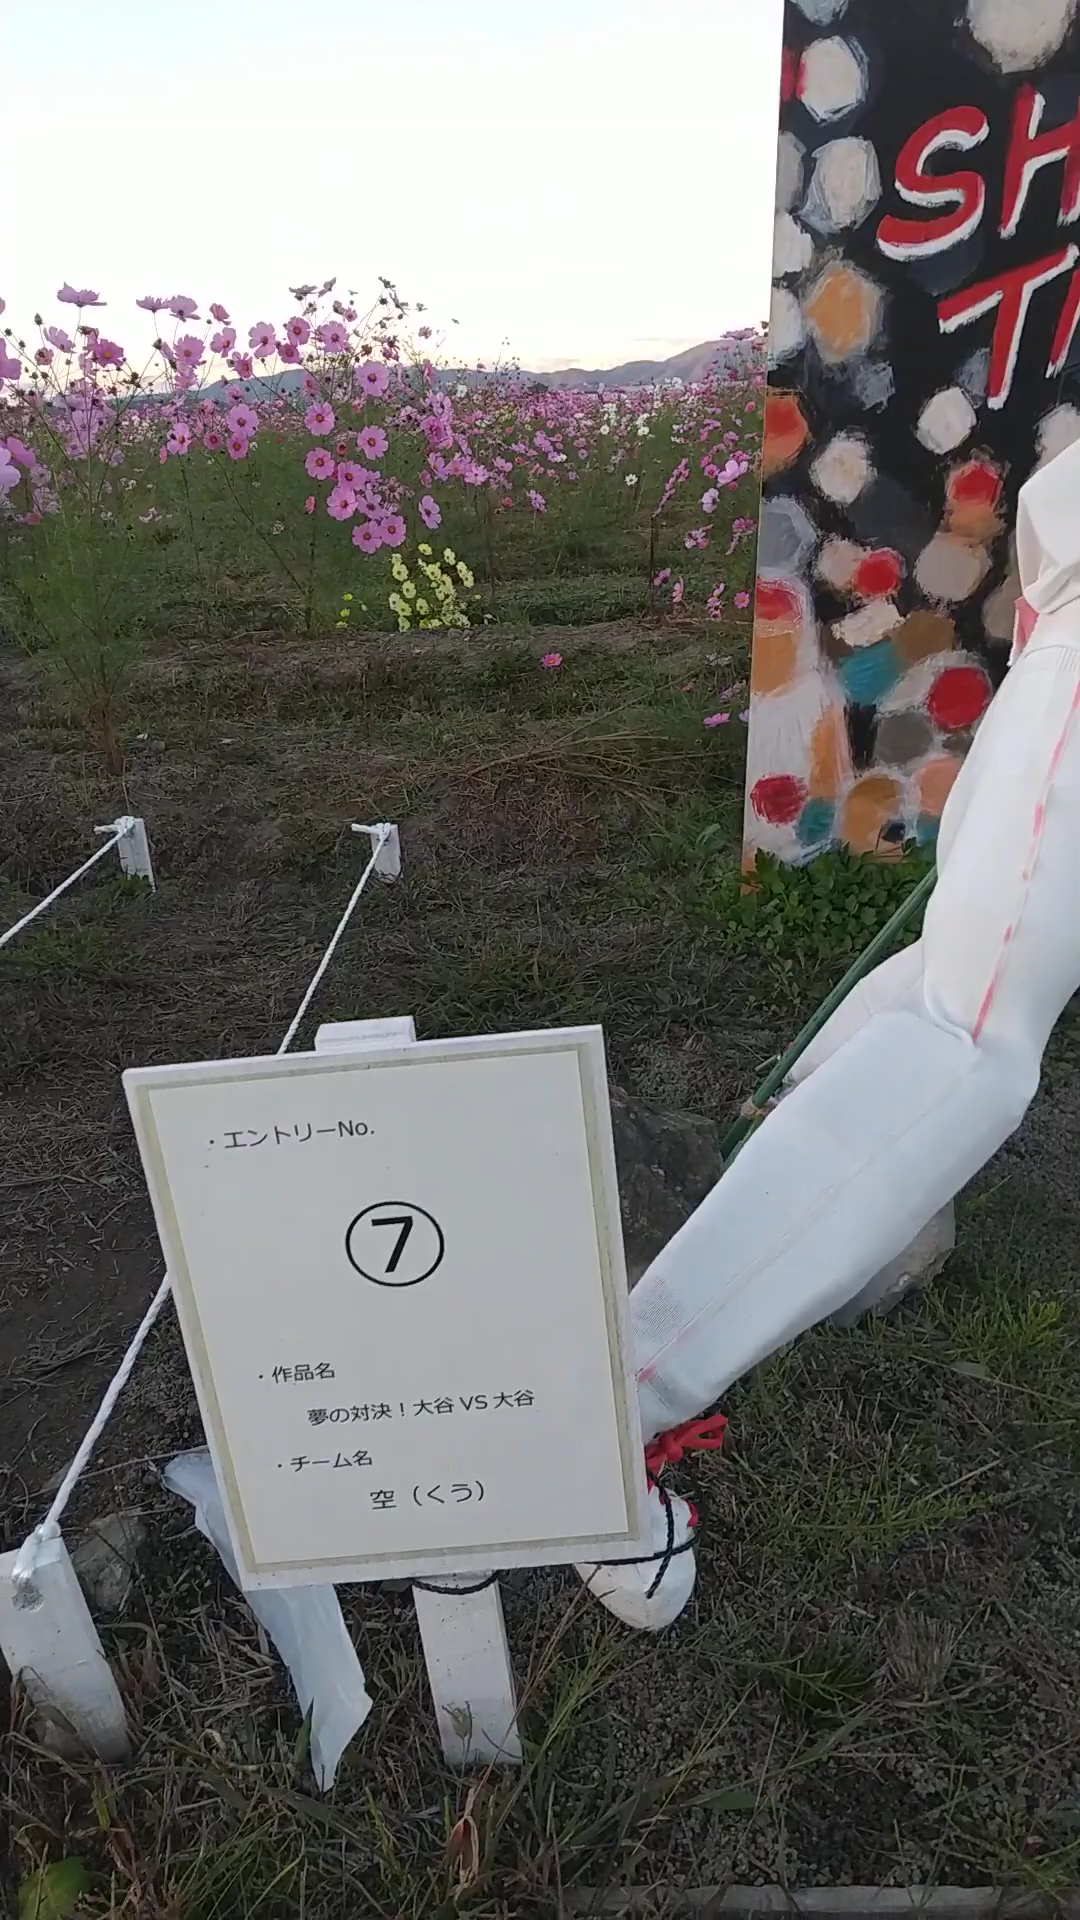 SH
T
・エントリーNo.
⑦
・作品名
夢の対決！大谷 VS 大谷
・チーム名
空（くう）